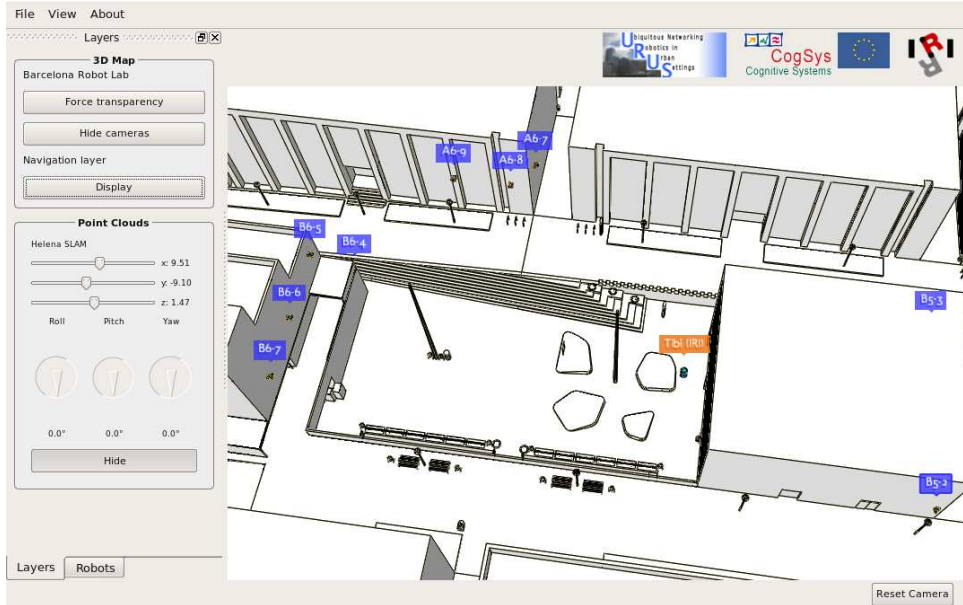 File View About
Layers
3D Map
Barcelona Robot Lab
Force transparency
Hide cameras
Navigation layer
Display
Point Clouds
Helena SLAM
x: 9.51
y: -9.10
z: 1.47
Roll Pitch Yaw
0.0° 0.0° 0.0°
Hide
Layers Robots
Ubiquitous Networking
Robotics in
Urban
Settings
CogSys
Cognitive Systems
IRI
A6-7
A6-9
A6-8
B6-5
B6-4
B6-6
B5-3
B6-7
Tibi (IRI)
B5-2
Reset Camera